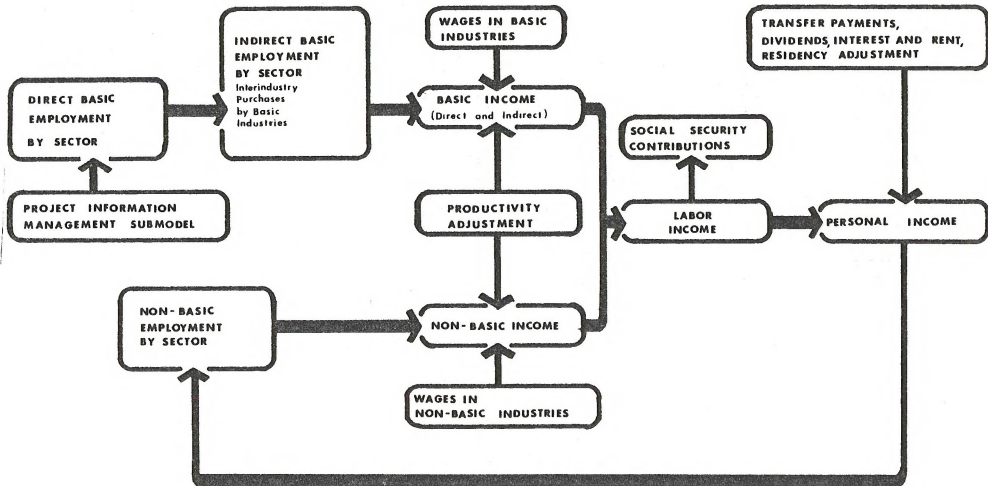 WAGES IN BASIC
INDUSTRIES
TRANSFER PAYMENTS,
DIVIDENDS, INTEREST AND RENT,
RESIDENCY ADJUSTMENT
INDIRECT BASIC
EMPLOYMENT
BY SECTOR
Interindustry
Purchases
by Basic
Industries
DIRECT BASIC
EMPLOYMENT
BY SECTOR
BASIC INCOME
(Direct and Indirect)
SOCIAL SECURITY
CONTRIBUTIONS
PROJECT INFORMATION
MANAGEMENT SUBMODEL
PRODUCTIVITY
ADJUSTMENT
LABOR
INCOME
PERSONAL INCOME
NON-BASIC
EMPLOYMENT
BY SECTOR
NON-BASIC INCOME
WAGES IN
NON-BASIC INDUSTRIES